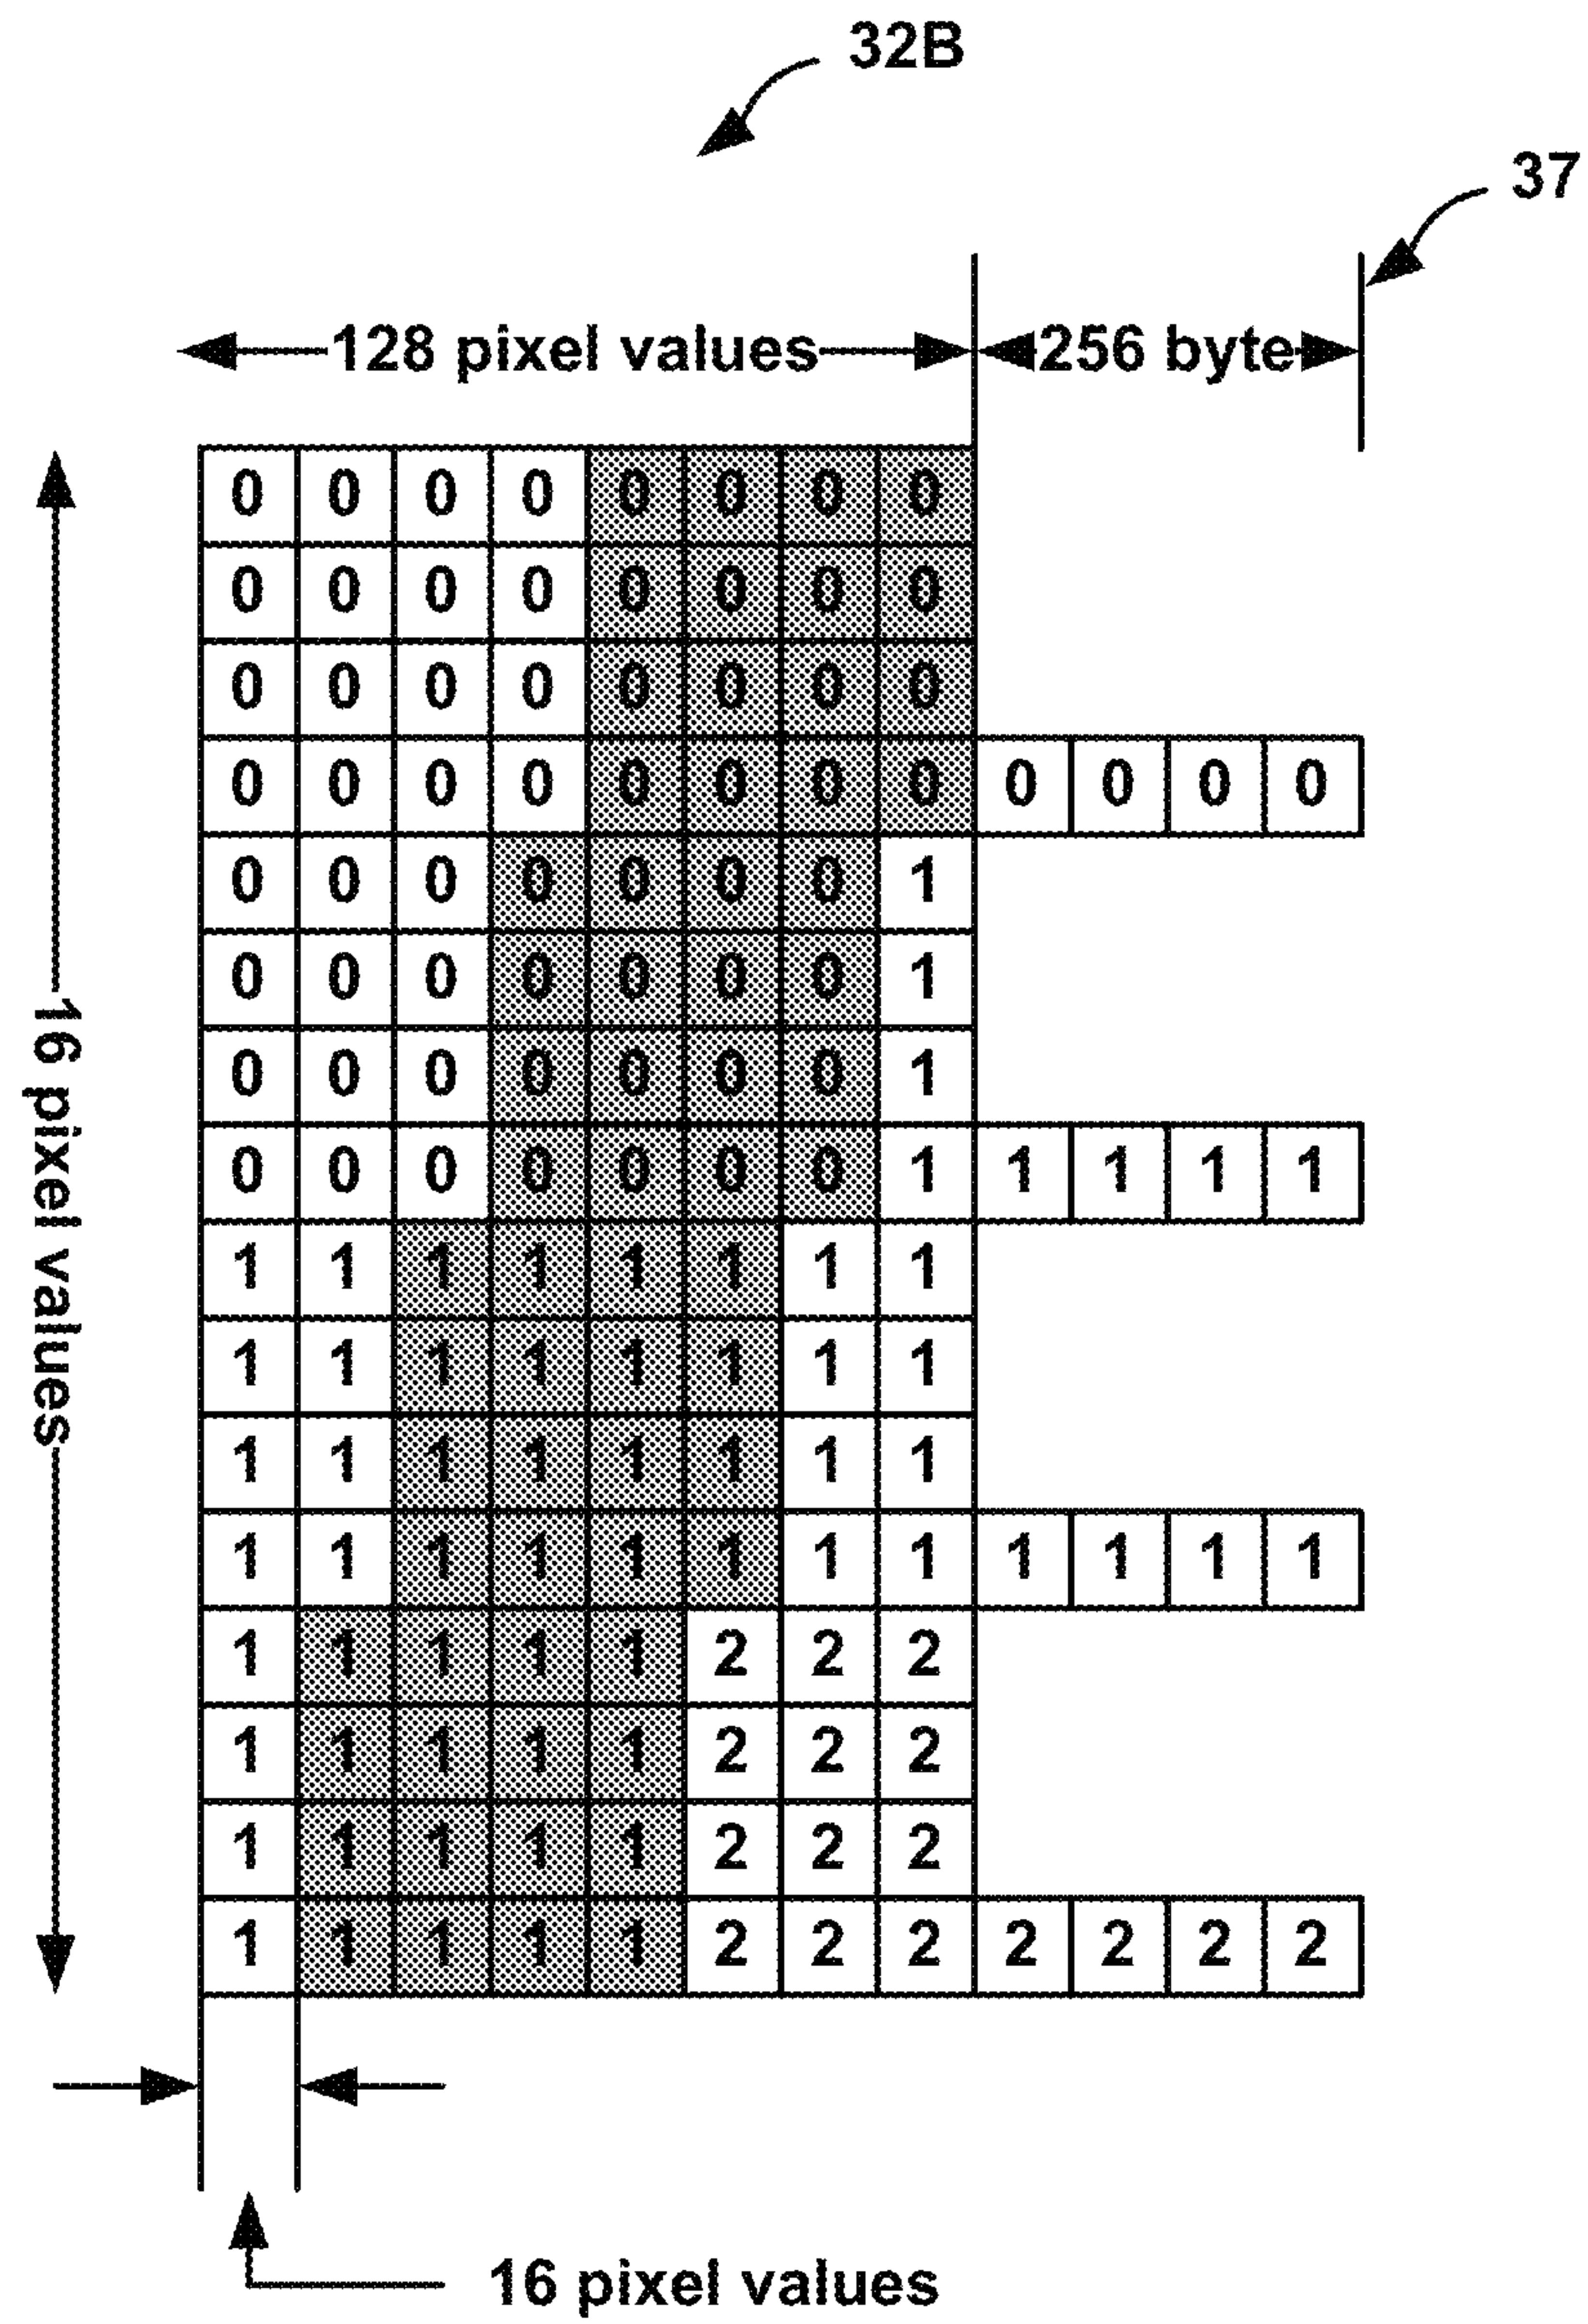 32B
37
128 pixel values 256 byte
0 0 0 0 0 0 0 0
0 0 0 0 0 0 0 0
0 0 0 0 0 0 0 0
0 0 0 0 0 0 0 0 0 0 0 0
0 0 0 0 0 0 0 1
0 0 0 0 0 0 0 1
0 0 0 0 0 0 0 1
0 0 0 0 0 0 0 1 1 1 1 1
1 1 1 1 1 1 1 1
1 1 1 1 1 1 1 1
1 1 1 1 1 1 1 1
1 1 1 1 1 1 1 1 1 1 1 1
1 1 1 1 1 2 2 2
1 1 1 1 1 2 2 2
1 1 1 1 1 2 2 2
1 1 1 1 1 2 2 2 2 2 2 2
16 pixel values
16 pixel values